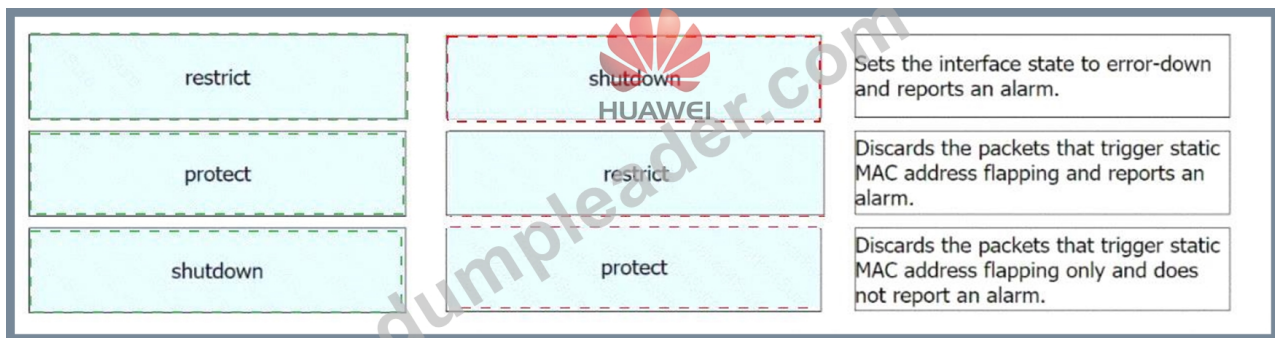 restrict
protect
shutdown
shutdown
restrict
protect
Sets the interface state to error-down
and reports an alarm.
Discards the packets that trigger static
MAC address flapping and reports an
alarm.
Discards the packets that trigger static
MAC address flapping only and does
not report an alarm.
HUAWEI
dumpleader.com